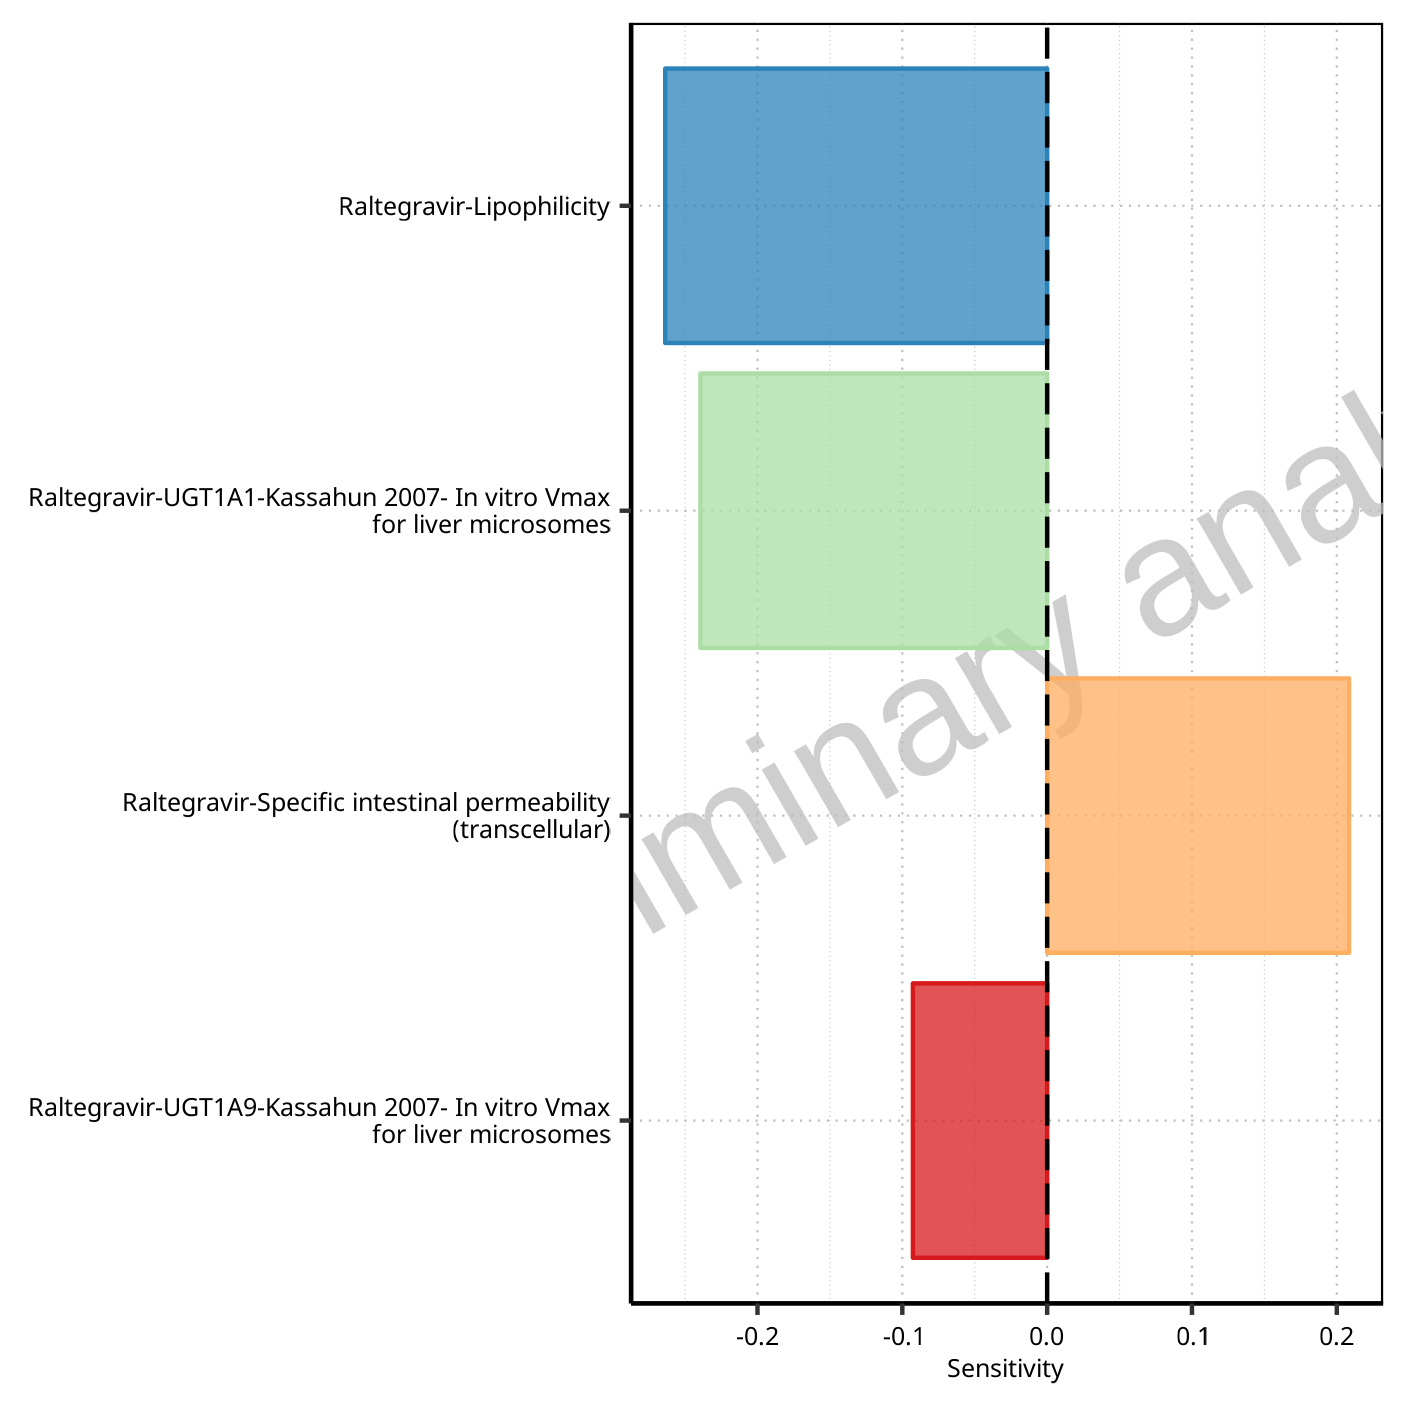 Raltegravir-Lipophilicity
Raltegravir-UGT1A1-Kassahun 2007- In vitro Vmax
for liver microsomes
Raltegravir-Specific intestinal permeability
(transcellular)
Raltegravir-UGT1A9-Kassahun 2007- In vitro Vmax
for liver microsomes
minary anal
-0.2 -0.1 0.0 0.1 0.2
Sensitivity